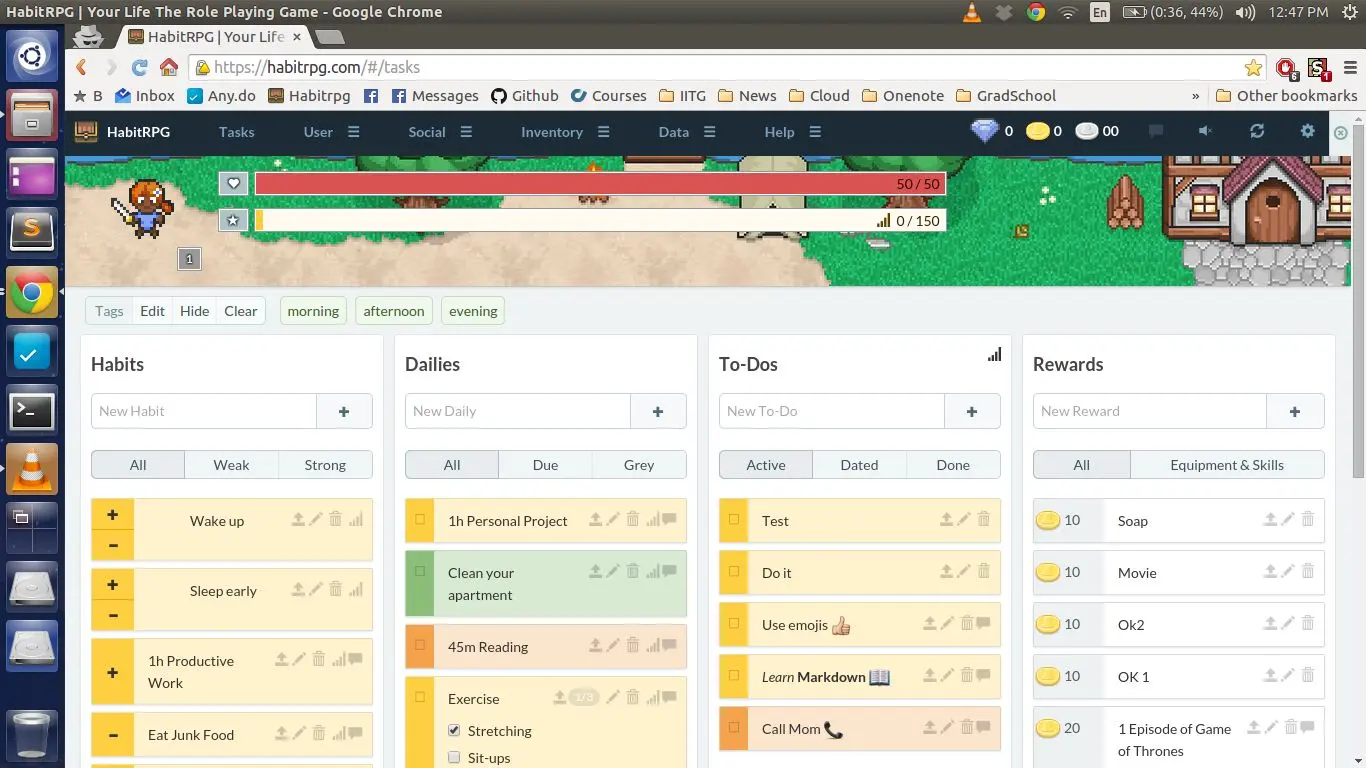 HabitRPG | Your Life The Role Playing Game - Google Chrome
En (0:36, 44%) 12:47 PM
HabitRPG | Your Life
https://habitrpg.com/#/tasks
6 1
B Inbox Any.do Habitrpg Messages Github Courses IITG News Cloud Onenote GradSchool » Other bookmarks
HabitRPG Tasks User Social Inventory Data Help 0 0 00
50 / 50
0 / 150
1
Tags Edit Hide Clear morning afternoon evening
Habits
New Habit +
All Weak Strong
+ Wake up
-
+ Sleep early
-
+ 1h Productive
Work
- Eat Junk Food
Dailies
New Daily +
All Due Grey
1h Personal Project
Clean your
apartment
45m Reading
Exercise 1/3
Stretching
Sit-ups
To-Dos
New To-Do +
Active Dated Done
Test
Do it
Use emojis 👍
Learn Markdown 📖
Call Mom 📞
Rewards
New Reward +
All Equipment & Skills
10 Soap
10 Movie
10 Ok2
10 OK 1
20 1 Episode of Game
of Thrones